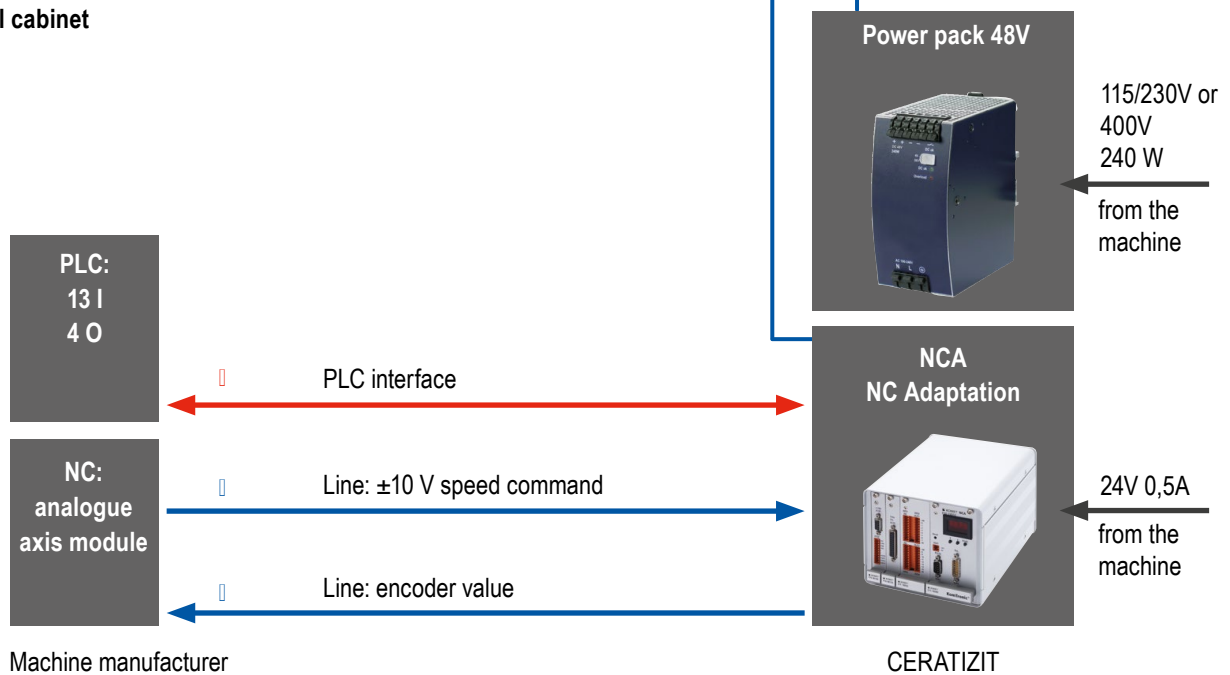 l cabinet
Power pack 48V
115/230V or
400V
240 W
from the
machine
PLC:
13 I
4 O
PLC interface
NCA
NC Adaptation
NC:
analogue
axis module
Line: ±10 V speed command
24V 0,5A
from the
machine
Line: encoder value
Machine manufacturer
CERATIZIT